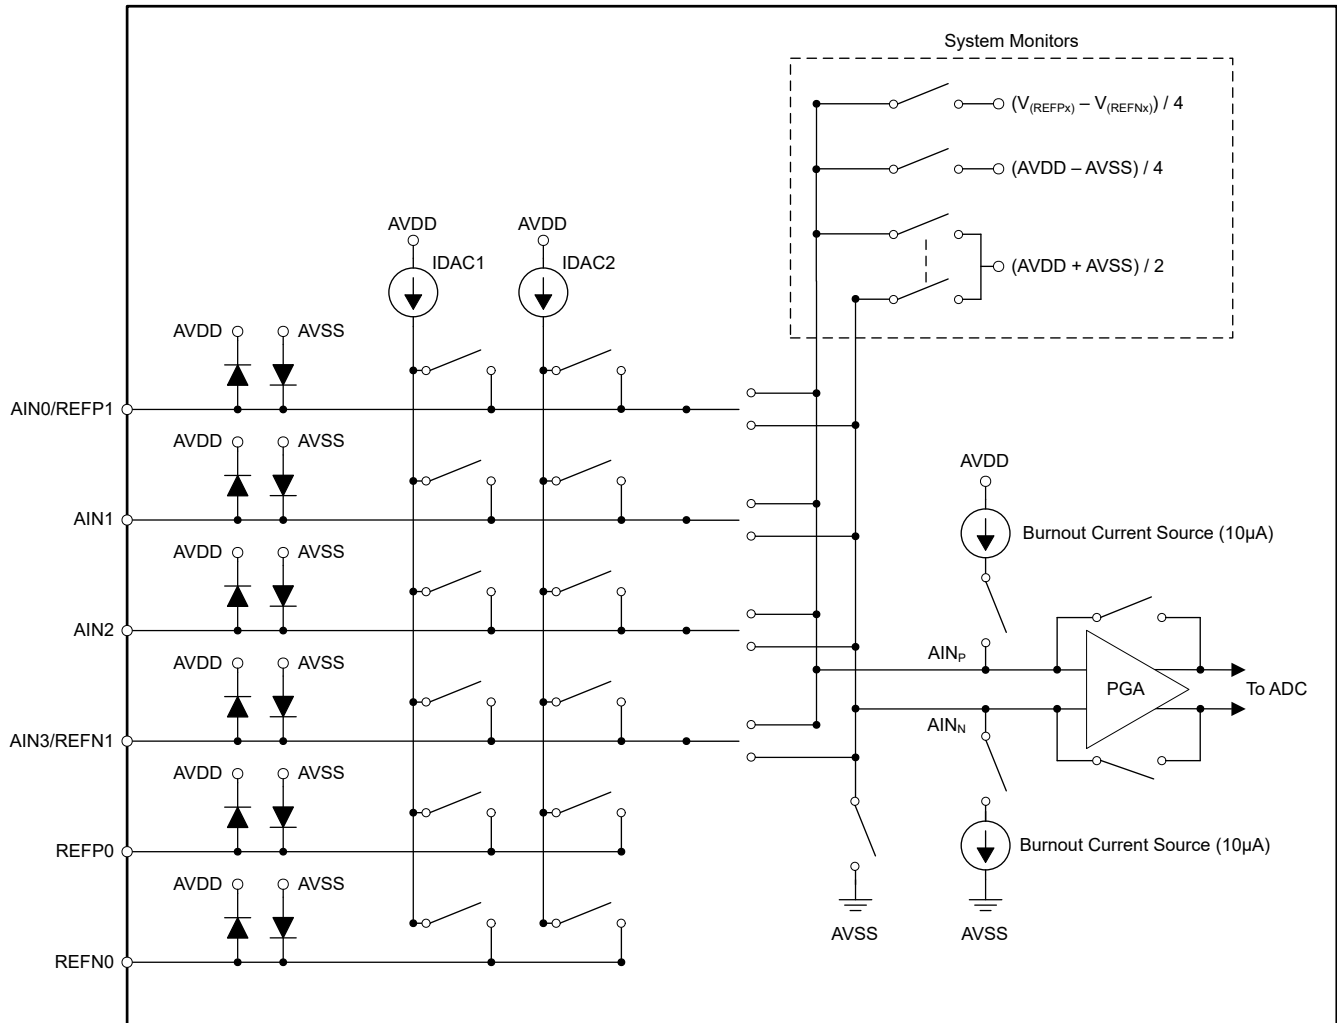 System Monitors
(V(REFPx) – V(REFNx)) / 4
(AVDD – AVSS) / 4
(AVDD + AVSS) / 2
AVDD
AVDD
IDAC1
IDAC2
AVDD
AVSS
AIN0/REFP1
AVDD
AVSS
AIN1
AVDD
AVSS
AIN2
AVDD
AVSS
AIN3/REFN1
AVDD
AVSS
REFP0
AVDD
AVSS
REFN0
AVDD
Burnout Current Source (10µA)
AINP
PGA
To ADC
AINN
Burnout Current Source (10µA)
AVSS
AVSS